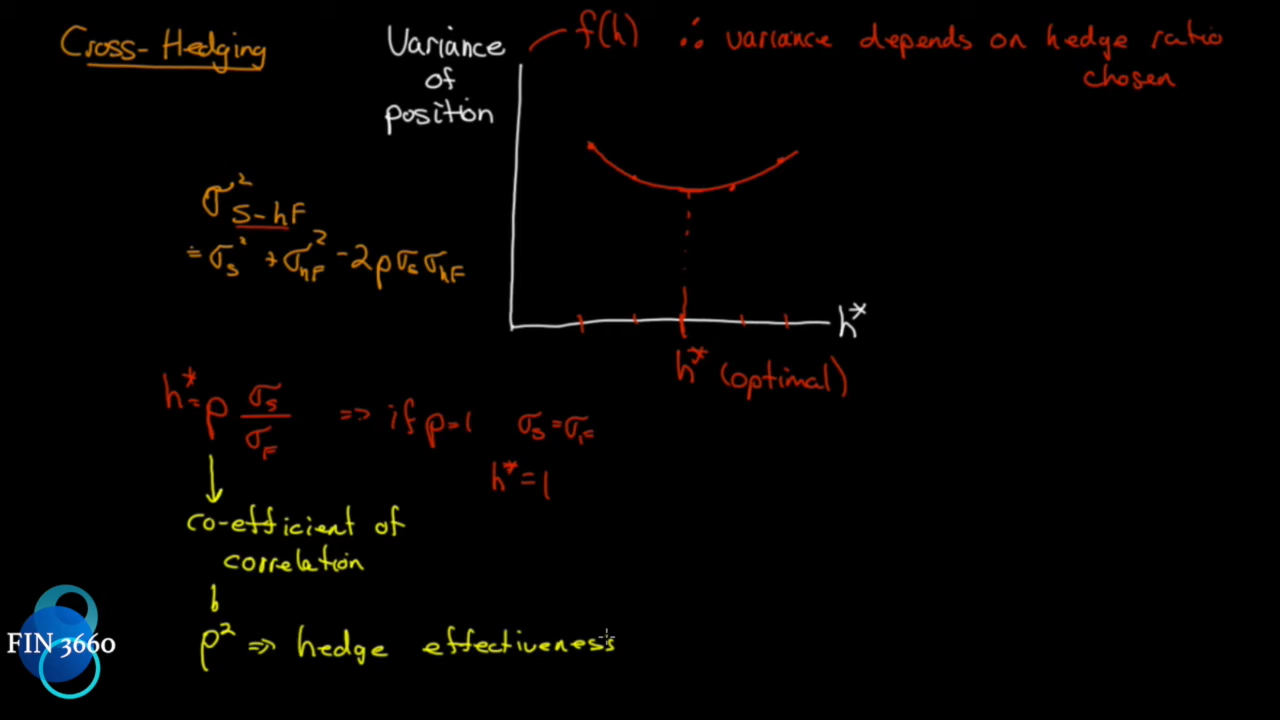 Cross-Hedging
Variance
of
position
f(h) ∴ variance depends on hedge ratio
chosen
σ²S-hF
= σs² + σ²hF - 2ρσsσhF
h*
h* (optimal)
h* = ρ σS/σF => if ρ=1 σS = σF
h* = 1
co-efficient of
correlation
ρ² => hedge effectiveness
FIN 3660